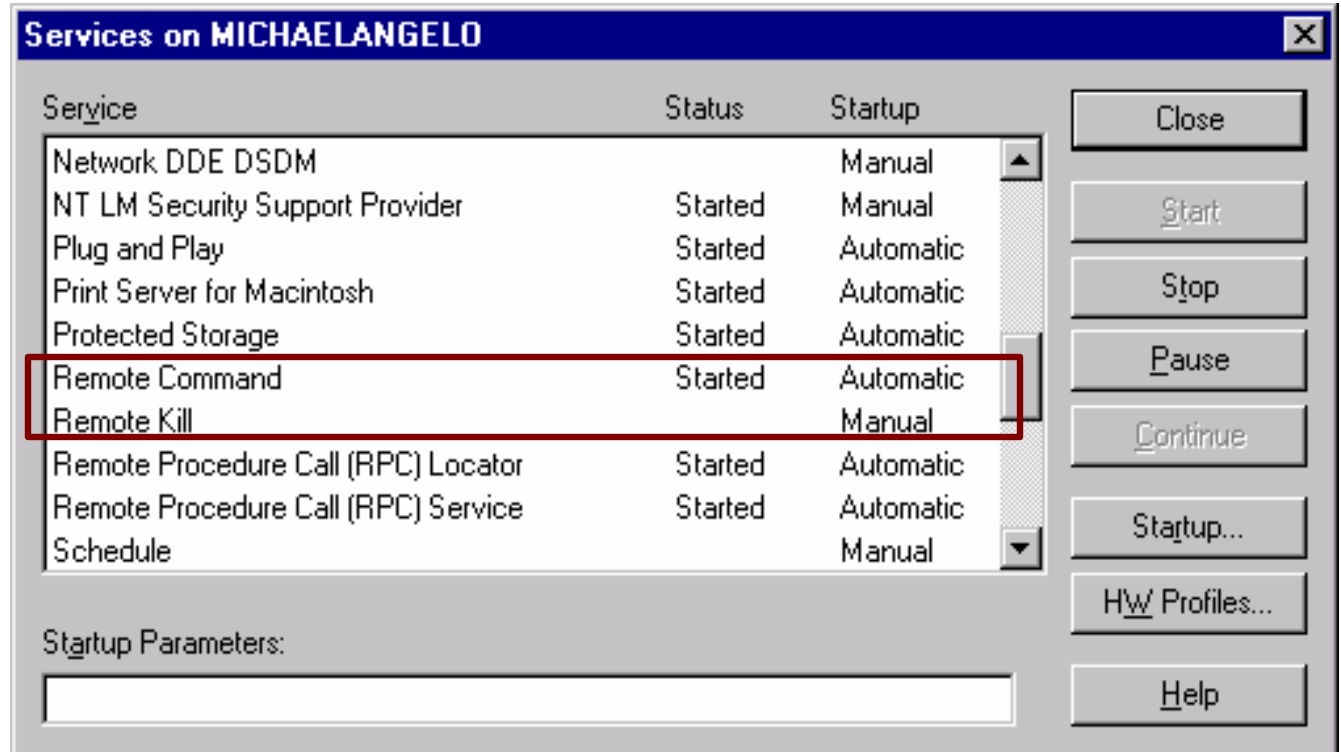 Services on MICHAELANGELO
Service Status Startup
Network DDE DSDM Manual
NT LM Security Support Provider Started Manual
Plug and Play Started Automatic
Print Server for Macintosh Started Automatic
Protected Storage Started Automatic
Remote Command Started Automatic
Remote Kill Manual
Remote Procedure Call (RPC) Locator Started Automatic
Remote Procedure Call (RPC) Service Started Automatic
Schedule Manual
Startup Parameters:
Close
Start
Stop
Pause
Continue
Startup...
HW Profiles...
Help